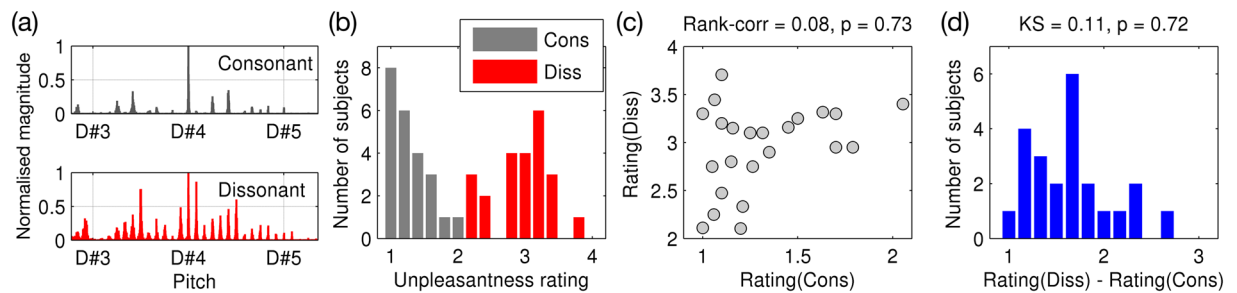 (a)
Normalised magnitude
1
0.5
0
Consonant
D#3 D#4 D#5
1
0.5
0
Dissonant
D#3 D#4 D#5
Pitch
(b)
Cons
Diss
Number of subjects
8
6
4
2
0
1 2 3 4
Unpleasantness rating
(c)
Rank-corr = 0.08, p = 0.73
Rating(Diss)
4
3.5
3
2.5
2
1 1.5 2
Rating(Cons)
(d)
KS = 0.11, p = 0.72
Number of subjects
6
4
2
0
1 2 3
Rating(Diss) - Rating(Cons)